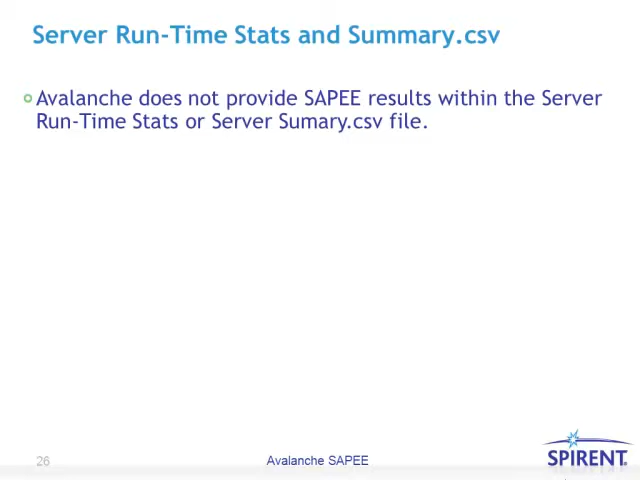 Server Run-Time Stats and Summary.csv
Avalanche does not provide SAPEE results within the Server
Run-Time Stats or Server Sumary.csv file.
26
Avalanche SAPEE
SPIRENT